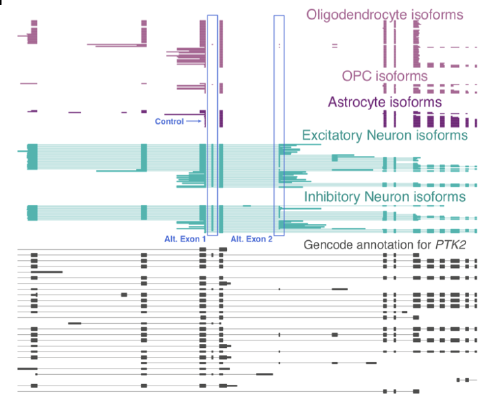 Oligodendrocyte isoforms
OPC isoforms
Astrocyte isoforms
Control
Excitatory Neuron isoforms
Inhibitory Neuron isoforms
Alt. Exon 1 Alt. Exon 2
Gencode annotation for PTK2